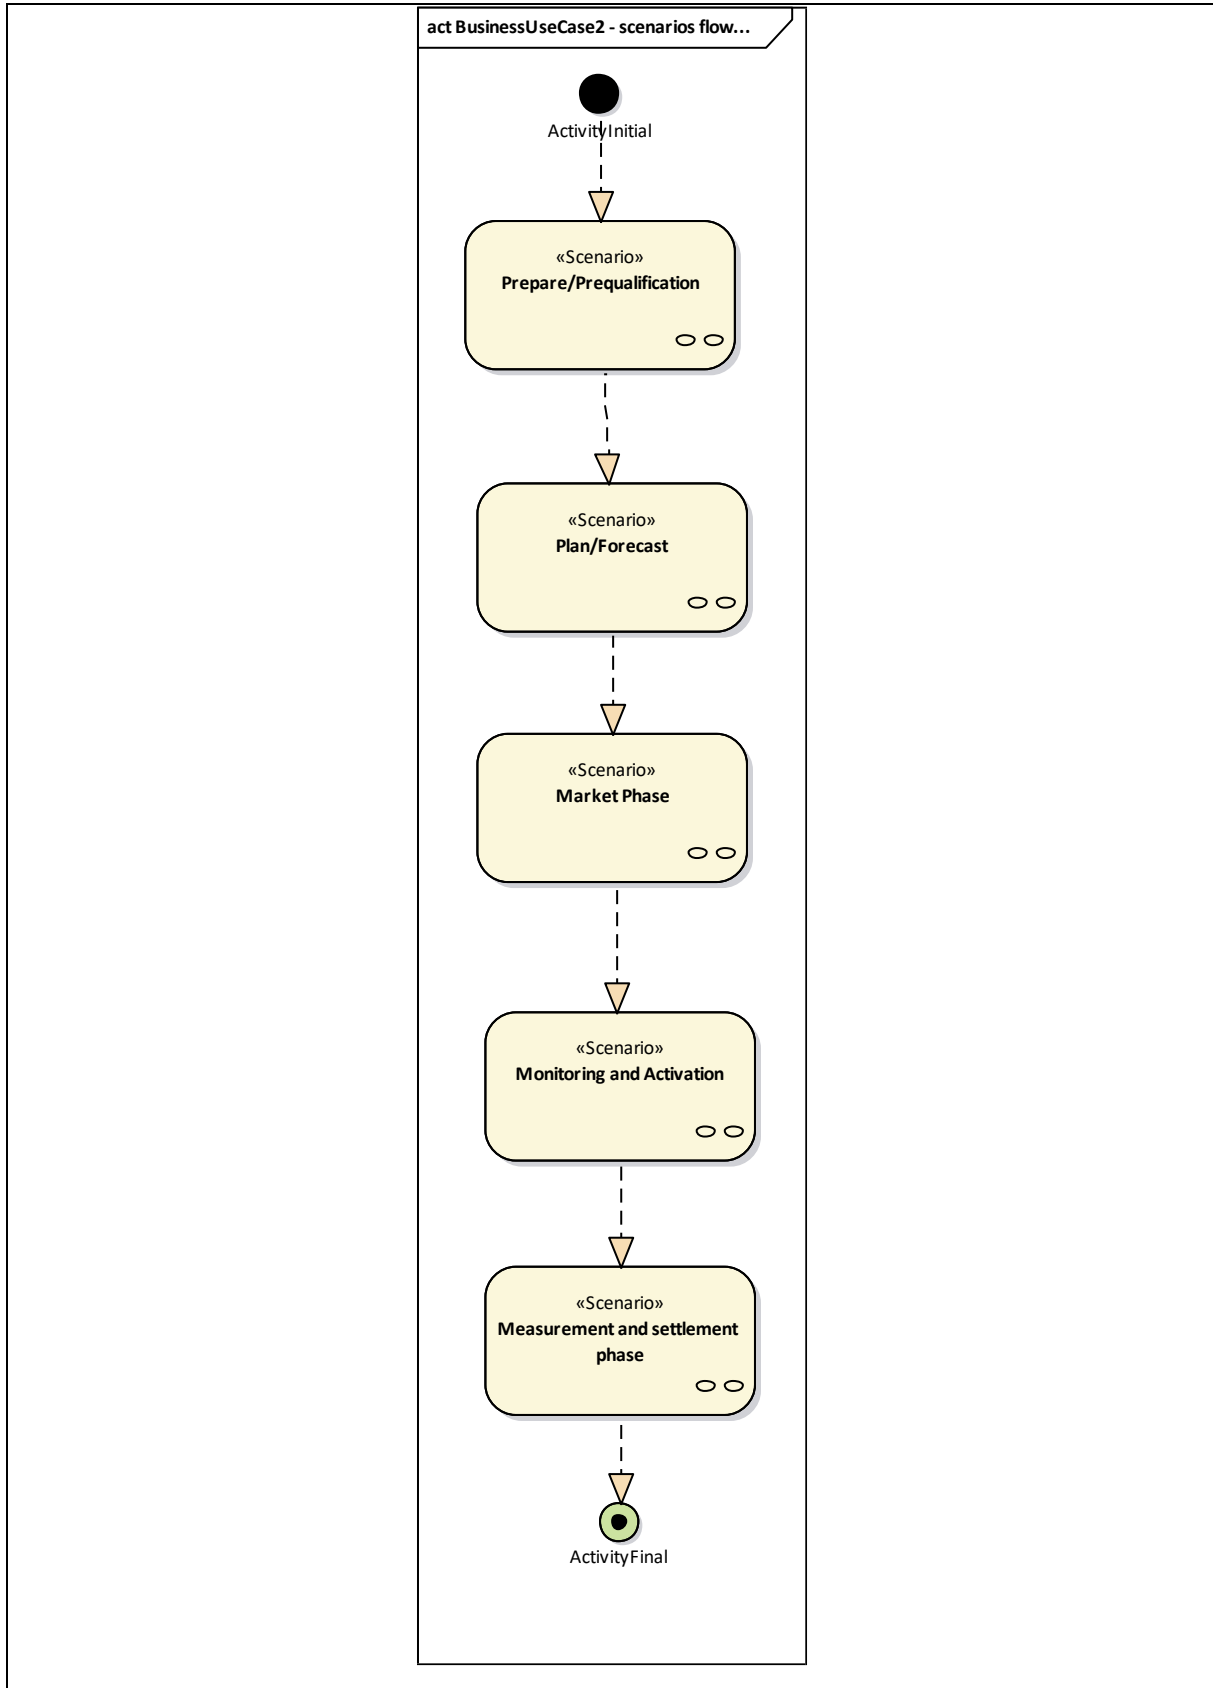 act BusinessUseCase2 - scenarios flow...
ActivityInitial
«Scenario»
Prepare/Prequalification
«Scenario»
Plan/Forecast
«Scenario»
Market Phase
«Scenario»
Monitoring and Activation
«Scenario»
Measurement and settlement
phase
ActivityFinal